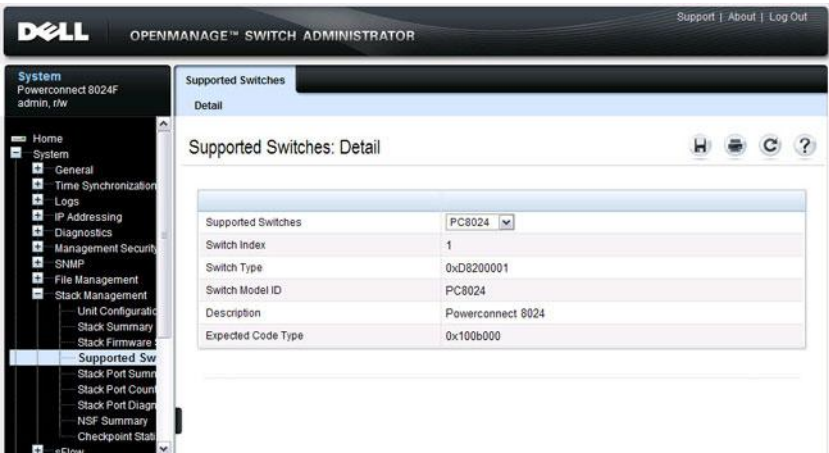 Support | About | Log Out
DELL
OPENMANAGE™ SWITCH ADMINISTRATOR
System
Powerconnect 8024F
admin, r/w
Supported Switches
Detail
Home
System
General
Time Synchronization
Logs
IP Addressing
Diagnostics
Management Security
SNMP
File Management
Stack Management
Unit Configuratio
Stack Summary
Stack Firmware
Supported Sw
Stack Port Summ
Stack Port Count
Stack Port Diagn
NSF Summary
Checkpoint Stati
sFlow
Supported Switches: Detail
Supported Switches PC8024
Switch Index 1
Switch Type 0xD8200001
Switch Model ID PC8024
Description Powerconnect 8024
Expected Code Type 0x100b000